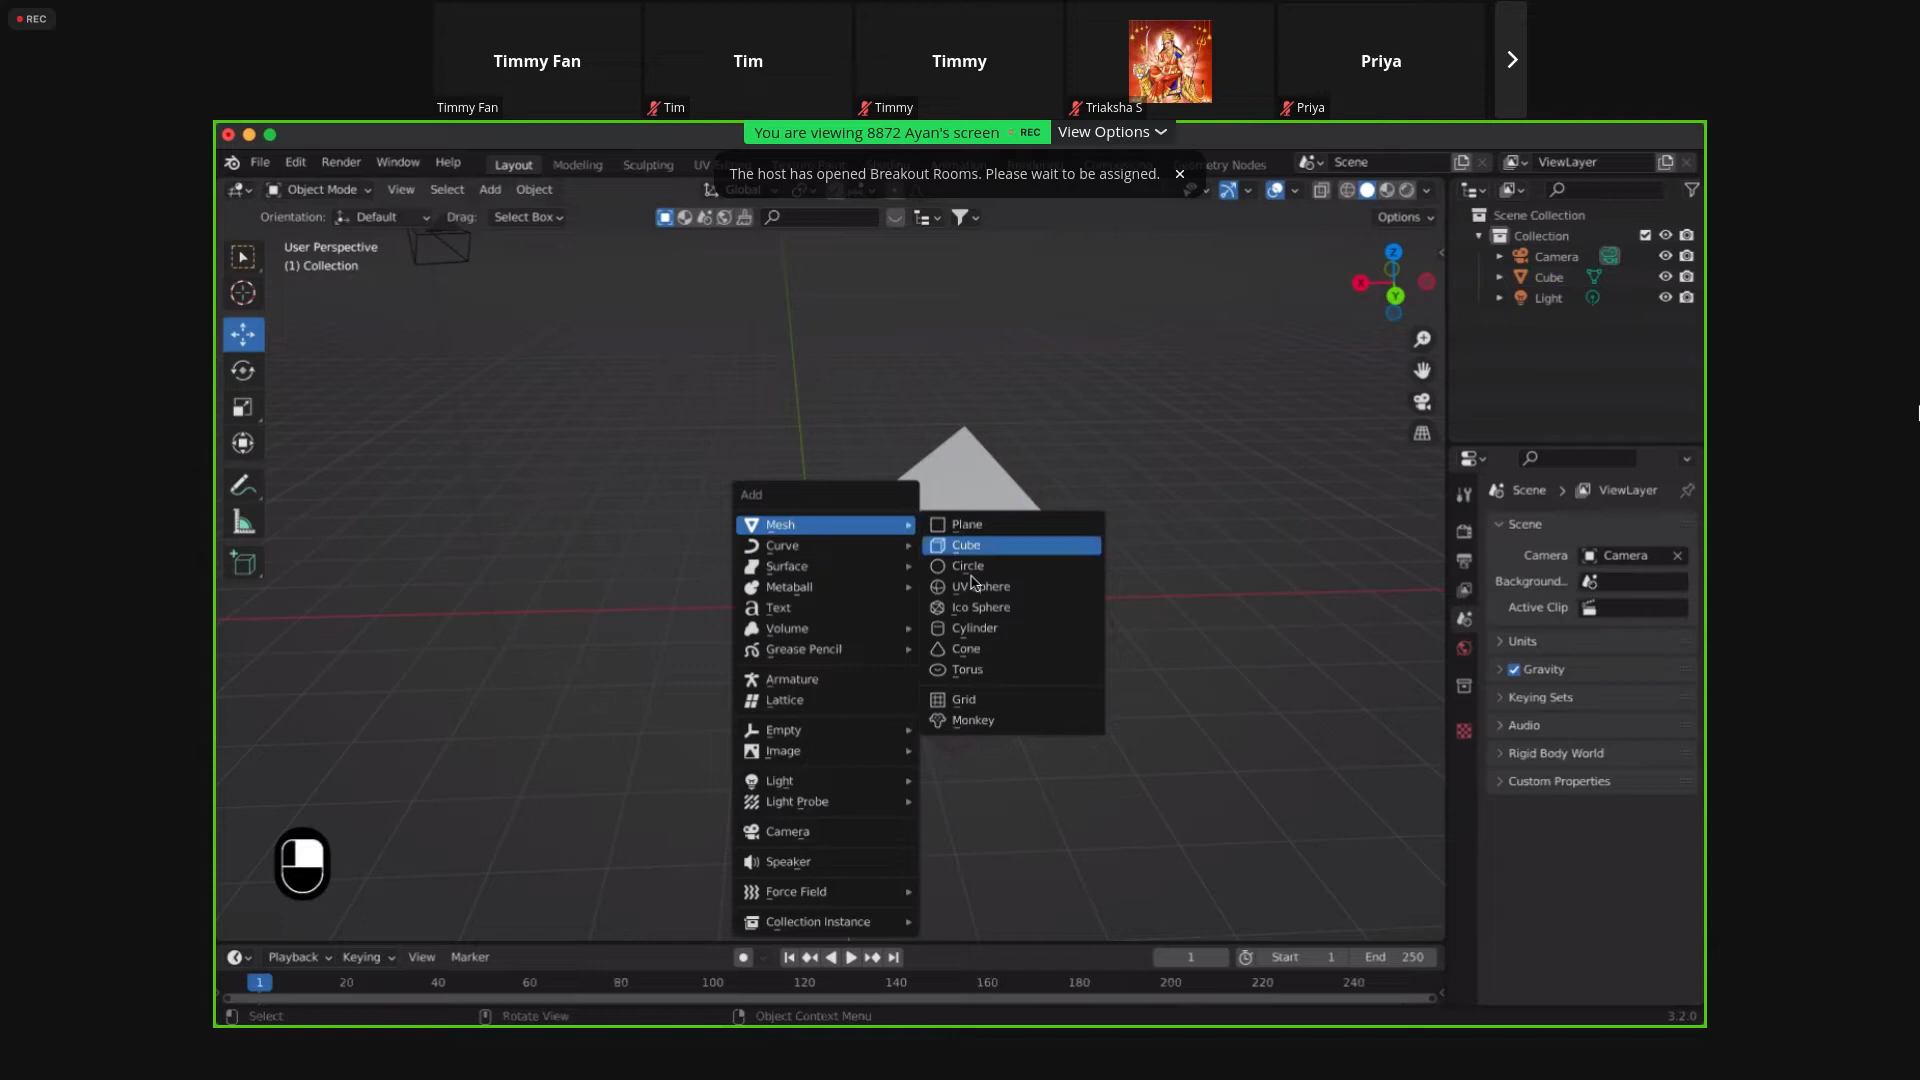 REC
Timmy Fan
Tim
Timmy
Priya
Timmy Fan
Tim
Timmy
Triaksha S
Priya
You are viewing 8872 Ayan's screen REC View Options
File Edit Render Window Help Layout Modeling Sculpting Geometry Nodes Scene ViewLayer
The host has opened Breakout Rooms. Please wait to be assigned.
Object Mode View Select Add Object Global
Orientation: Default Drag: Select Box Options
User Perspective
(1) Collection
Z
X
Y
Scene Collection
Collection
Camera
Cube
Light
Add
Mesh
Curve
Surface
Metaball
Text
Volume
Grease Pencil
Armature
Lattice
Empty
Image
Light
Light Probe
Camera
Speaker
Force Field
Collection Instance
Plane
Cube
Circle
UV Sphere
Ico Sphere
Cylinder
Cone
Torus
Grid
Monkey
Scene > ViewLayer
Scene
Camera Camera
Background...
Active Clip
Units
Gravity
Keying Sets
Audio
Rigid Body World
Custom Properties
Playback Keying View Marker 1 Start 1 End 250
1 20 40 60 80 100 120 140 160 180 200 220 240
Select Rotate View Object Context Menu 3.2.0